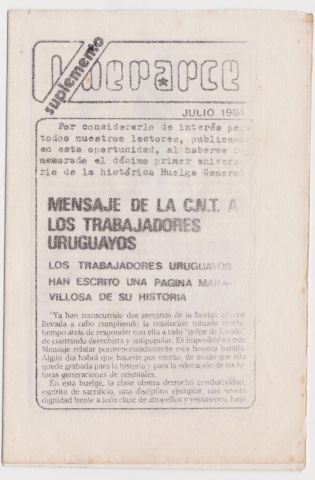 suplemento
liberarce
JULIO 1984
Por considerarlo de interés para
todos nuestros lectores, publicamos
en esta oportunidad, al haberse con
memorado el décimo primer aniversa
rio de la histórica Huelga General
MENSAJE DE LA C.N.T. A
LOS TRABAJADORES
URUGUAYOS
LOS TRABAJADORES URUGUAYOS
HAN ESCRITO UNA PAGINA MARA-
VILLOSA DE SU HISTORIA
"Ya han transcurrido dos semanas de la huelga general
llevada a cabo cumpliendo la resolución tomada mucho
tiempo atrás de responder con ella a todo "golpe de Estado"
de contenido derechista y antipopular. Es imposible en este
Mensaje relatar pormenorizadamente esta heroica batalla.
Algún día habrá que hacerlo por escrito, de modo que ella
quede grabada para la historia y para la educación de las fu-
turas generaciones de orientales.
En esta huelga, la clase obrera derrochó combatividad,
espíritu de sacrificio, una disciplina ejemplar, una severa
dignidad frente a toda clase de atropellos y vejámenes, forjó